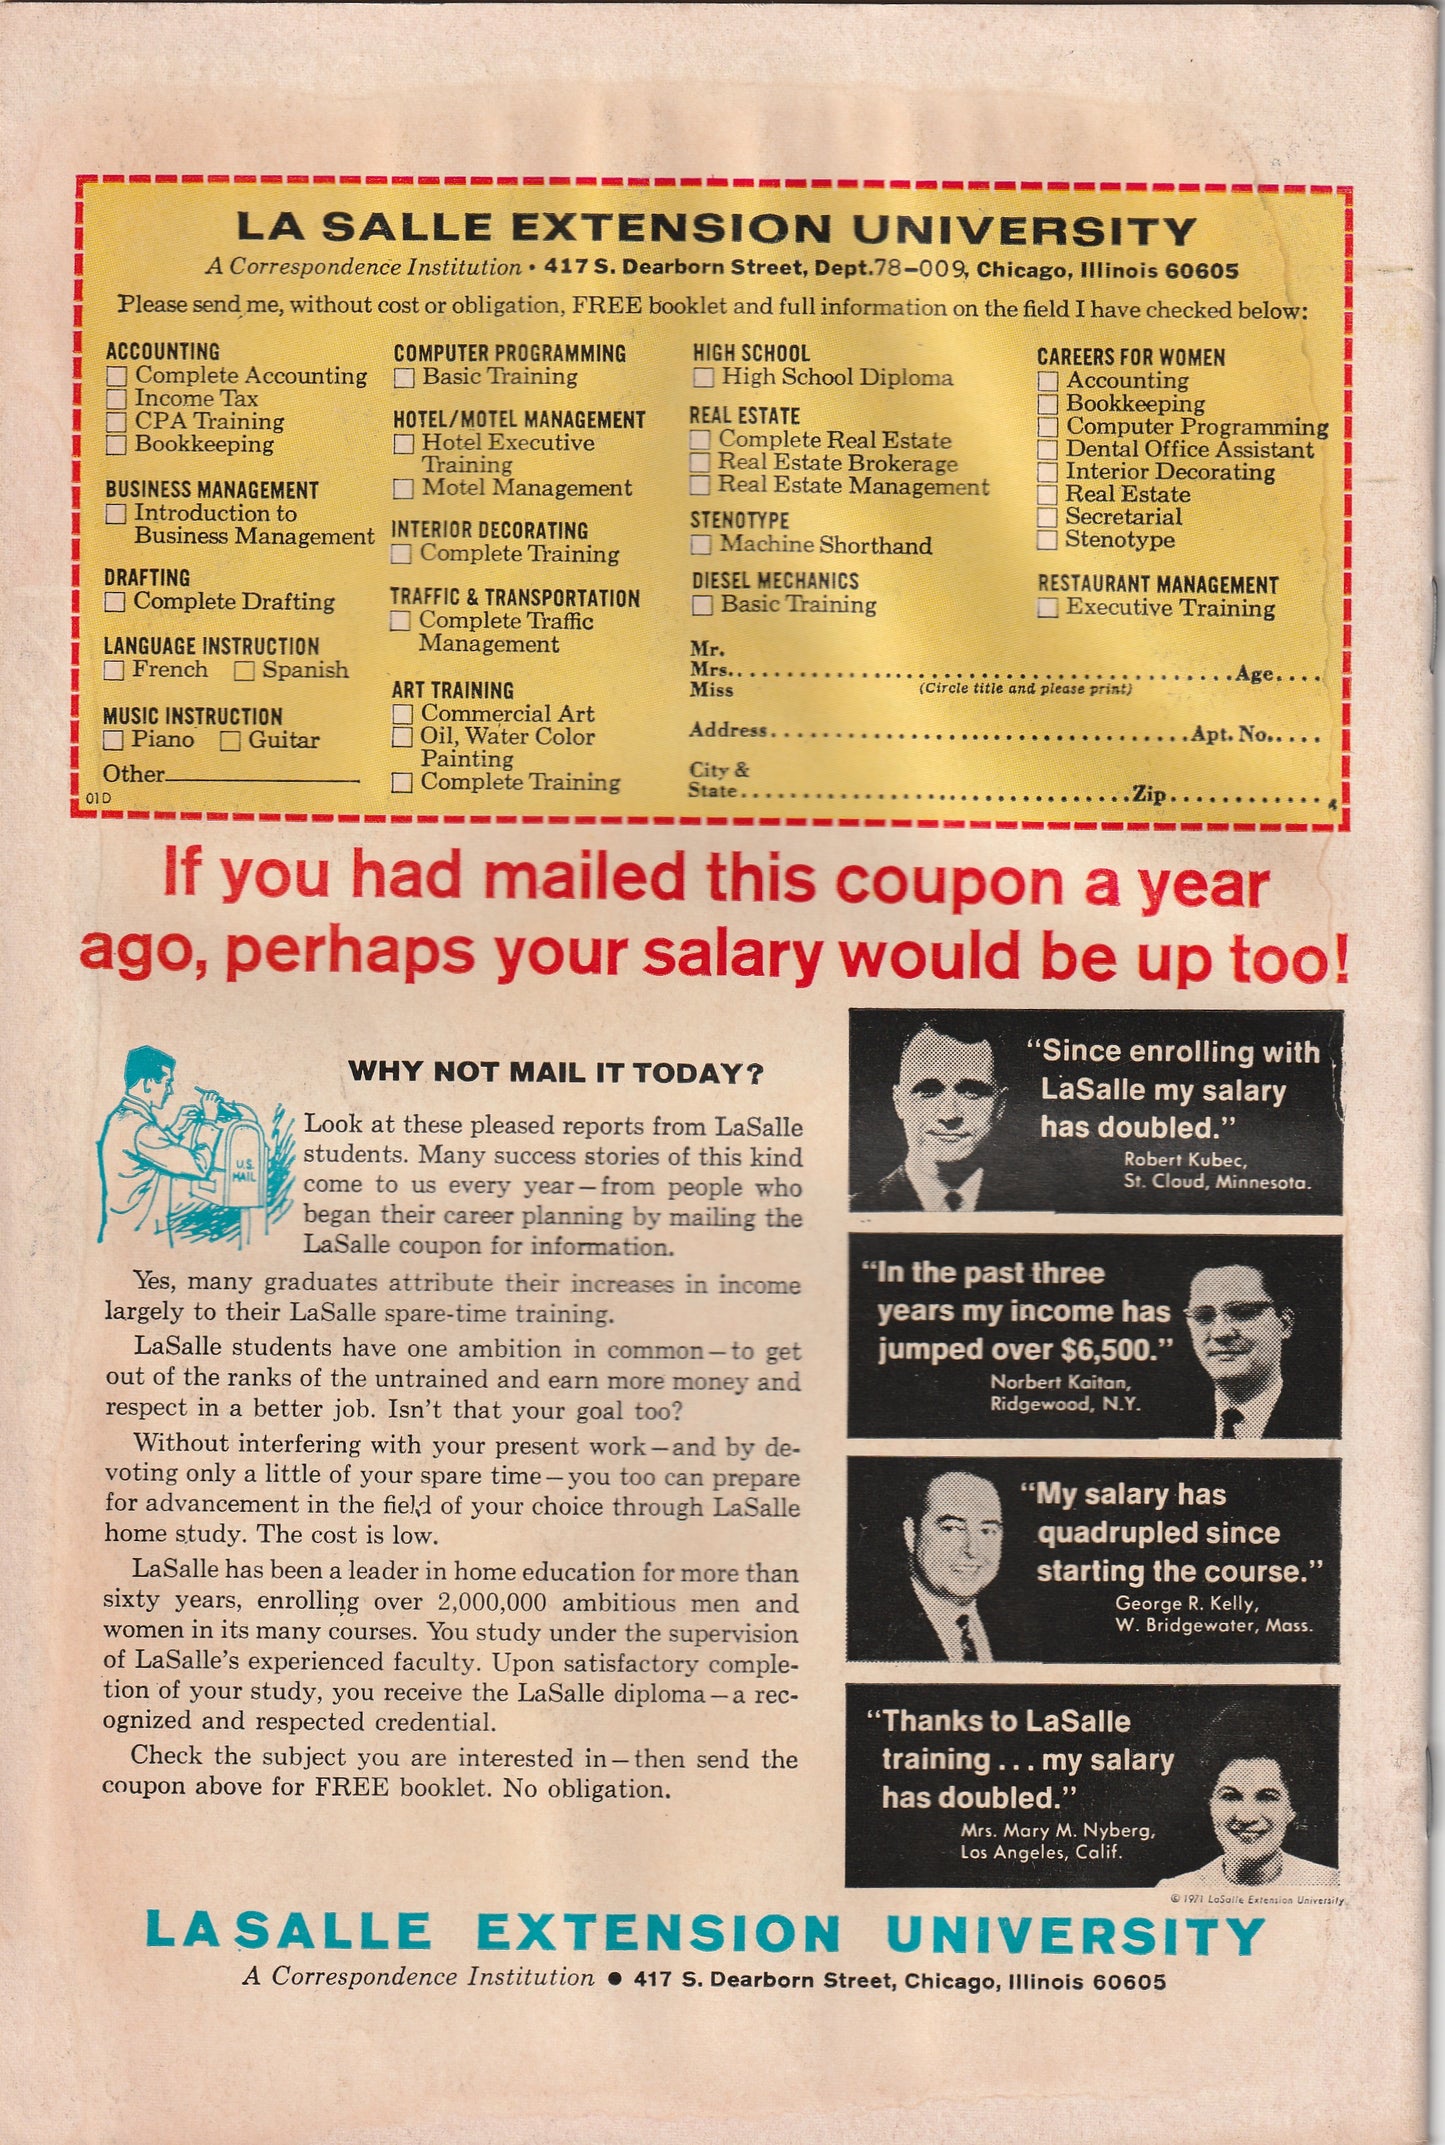 LA SALLE EXTENSION UNIVERSITY
A Correspondence Institution • 417 S. Dearborn Street, Dept.78-009, Chicago, Illinois 60605
Please send me, without cost or obligation, FREE booklet and full information on the field I have checked below:
ACCOUNTING
Complete Accounting
Income Tax
CPA Training
Bookkeeping
BUSINESS MANAGEMENT
Introduction to
Business Management
DRAFTING
Complete Drafting
LANGUAGE INSTRUCTION
French Spanish
MUSIC INSTRUCTION
Piano Guitar
Other
01D
COMPUTER PROGRAMMING
Basic Training
HOTEL/MOTEL MANAGEMENT
Hotel Executive
Training
Motel Management
INTERIOR DECORATING
Complete Training
TRAFFIC & TRANSPORTATION
Complete Traffic
Management
ART TRAINING
Commercial Art
Oil, Water Color
Painting
Complete Training
HIGH SCHOOL
High School Diploma
REAL ESTATE
Complete Real Estate
Real Estate Brokerage
Real Estate Management
STENOTYPE
Machine Shorthand
DIESEL MECHANICS
Basic Training
CAREERS FOR WOMEN
Accounting
Bookkeeping
Computer Programming
Dental Office Assistant
Interior Decorating
Real Estate
Secretarial
Stenotype
RESTAURANT MANAGEMENT
Executive Training
Mr.
Mrs. Age
Miss (Circle title and please print)
Address Apt. No.
City &
State Zip
If you had mailed this coupon a year
ago, perhaps your salary would be up too!
WHY NOT MAIL IT TODAY?
U.S.
MAIL
Look at these pleased reports from LaSalle
students. Many success stories of this kind
come to us every year—from people who
began their career planning by mailing the
LaSalle coupon for information.
Yes, many graduates attribute their increases in income
largely to their LaSalle spare-time training.
LaSalle students have one ambition in common—to get
out of the ranks of the untrained and earn more money and
respect in a better job. Isn't that your goal too?
Without interfering with your present work—and by de-
voting only a little of your spare time—you too can prepare
for advancement in the field of your choice through LaSalle
home study. The cost is low.
LaSalle has been a leader in home education for more than
sixty years, enrolling over 2,000,000 ambitious men and
women in its many courses. You study under the supervision
of LaSalle's experienced faculty. Upon satisfactory comple-
tion of your study, you receive the LaSalle diploma—a rec-
ognized and respected credential.
Check the subject you are interested in—then send the
coupon above for FREE booklet. No obligation.
"Since enrolling with
LaSalle my salary
has doubled."
Robert Kubec,
St. Cloud, Minnesota.
"In the past three
years my income has
jumped over $6,500."
Norbert Kaitan,
Ridgewood, N.Y.
"My salary has
quadrupled since
starting the course."
George R. Kelly,
W. Bridgewater, Mass.
"Thanks to LaSalle
training . . . my salary
has doubled."
Mrs. Mary M. Nyberg,
Los Angeles, Calif.
© 1971 LaSalle Extension University
LASALLE EXTENSION UNIVERSITY
A Correspondence Institution • 417 S. Dearborn Street, Chicago, Illinois 60605